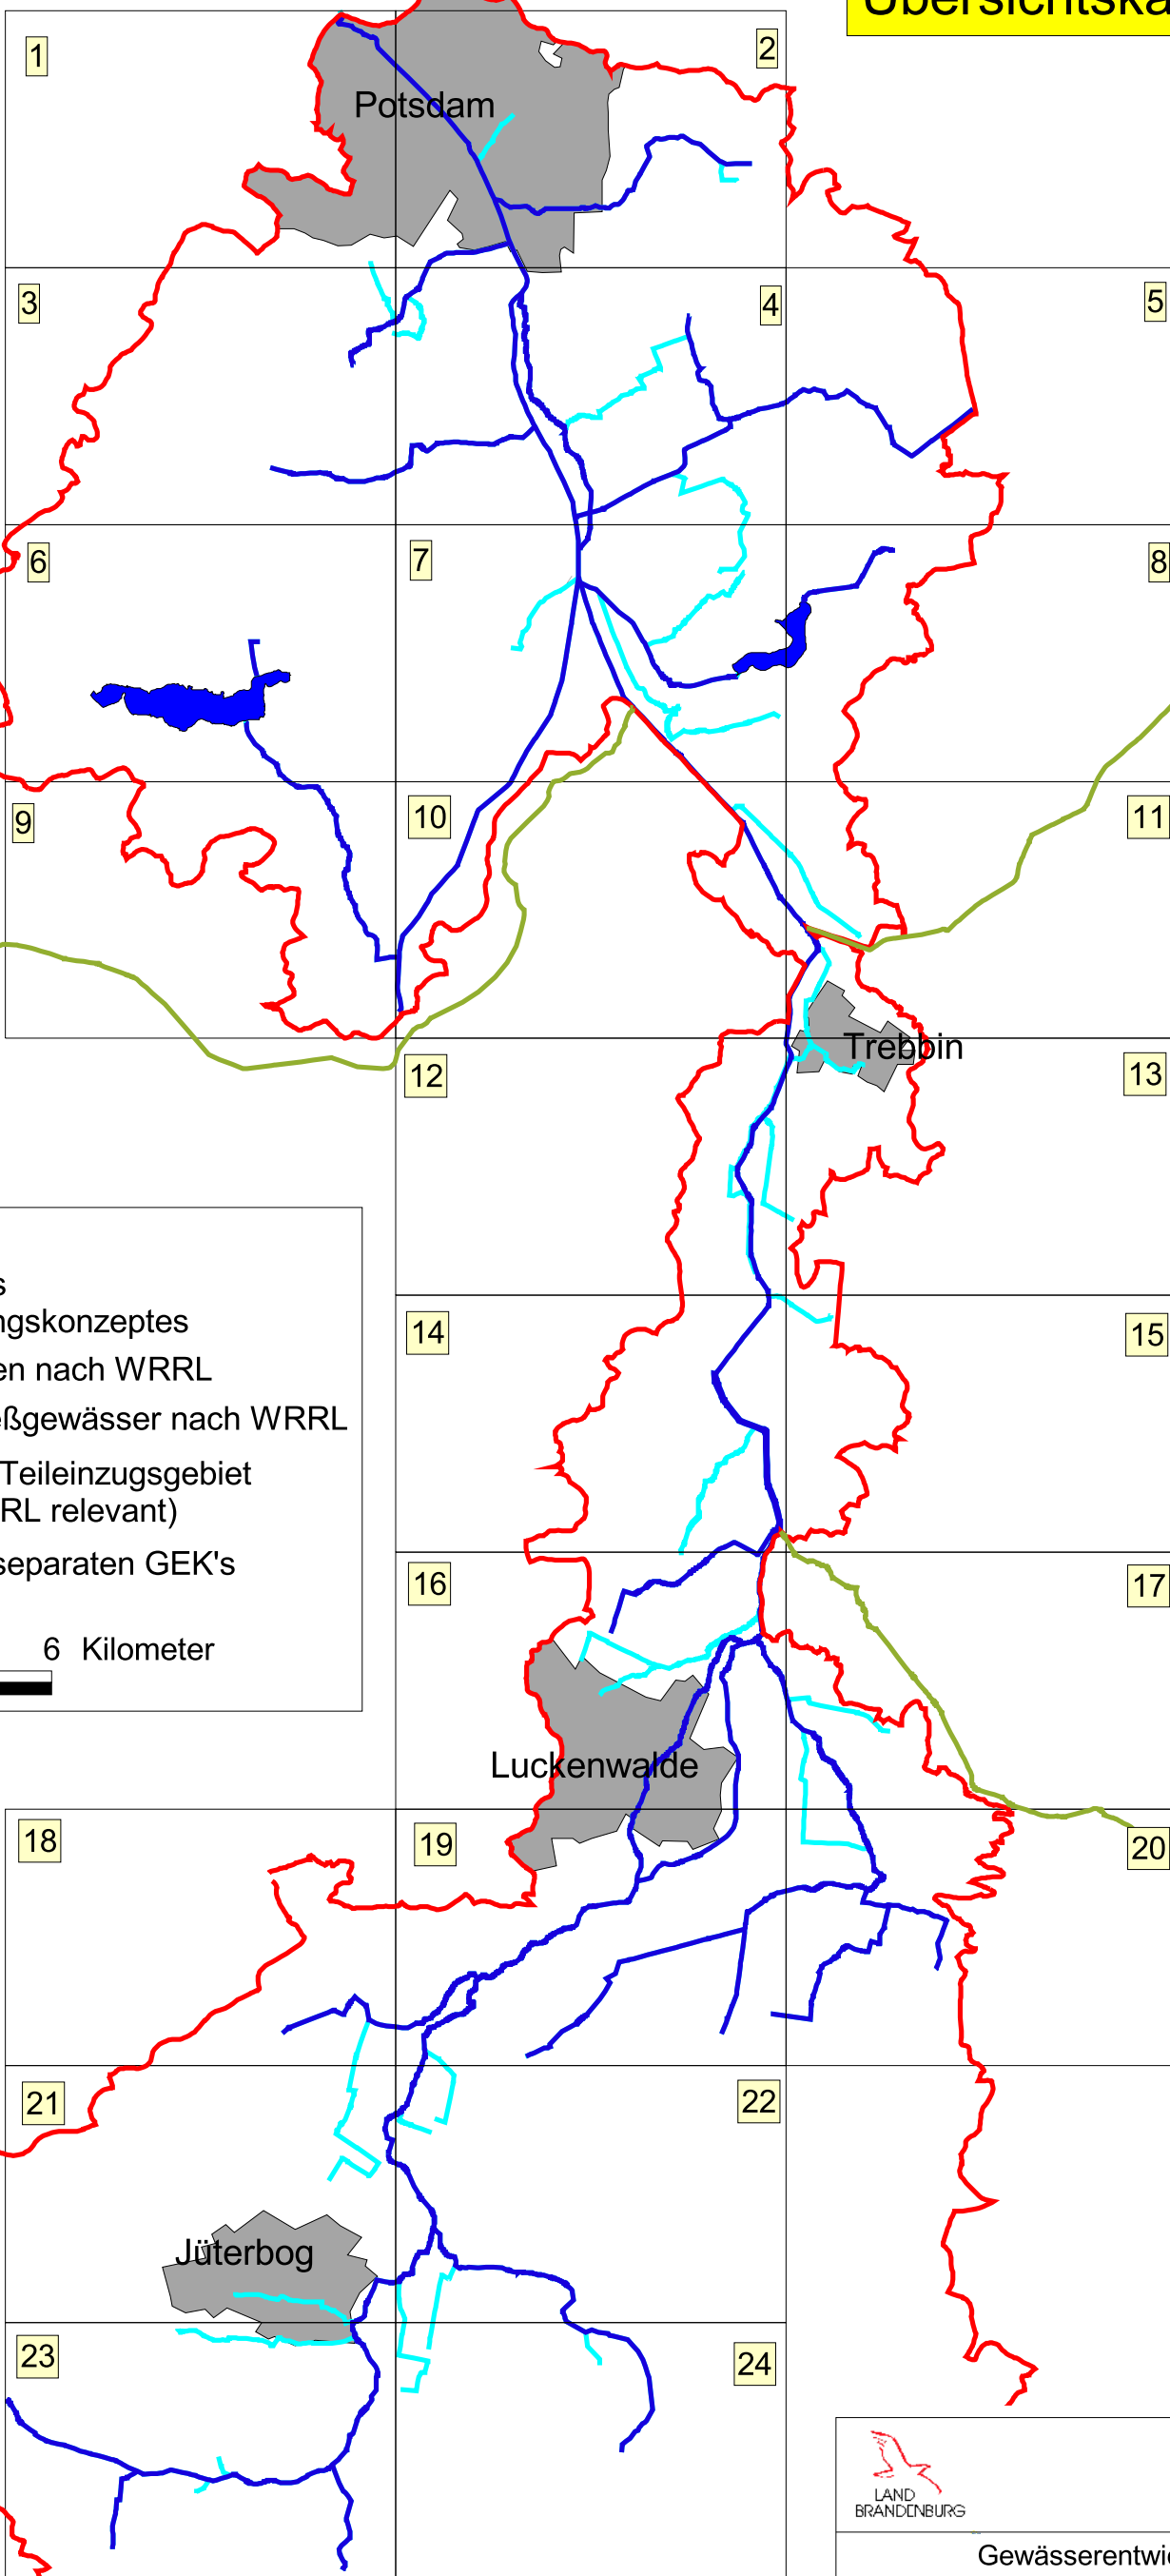 Übersichtska
1
2
Potsdam
3
4
5
6
7
8
9
10
11
Trebbin
12
13
s
ngskonzeptes
en nach WRRL
eßgewässer nach WRRL
Teileinzugsgebiet
RL relevant)
separaten GEK's
6 Kilometer
14
15
16
17
Luckenwalde
18
19
20
21
22
Jüterbog
23
24
LAND
BRANDENBURG
Gewässerentwi